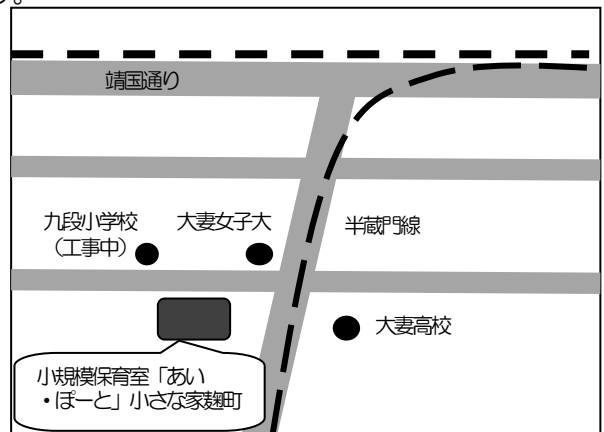 す。
靖国通り
九段小学校
（工事中）
大妻女子大
半蔵門線
大妻高校
小規模保育室「あい
・ぽーと」小さな家麹町